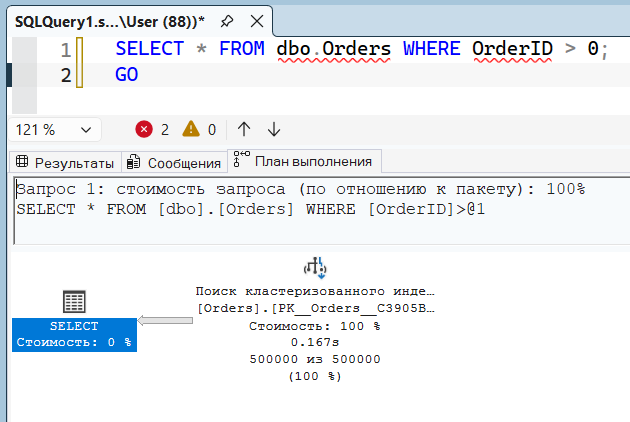 SQLQuery1.s...\User (88))*
1 SELECT * FROM dbo.Orders WHERE OrderID > 0;
2 GO
121 % 2 0
Результаты Сообщения План выполнения
Запрос 1: стоимость запроса (по отношению к пакету): 100%
SELECT * FROM [dbo].[Orders] WHERE [OrderID]>@1
Поиск кластеризованного инде…
[Orders].[PK__Orders__C3905B…
Стоимость: 100 %
0.167s
500000 из 500000
(100 %)
SELECT
Стоимость: 0 %